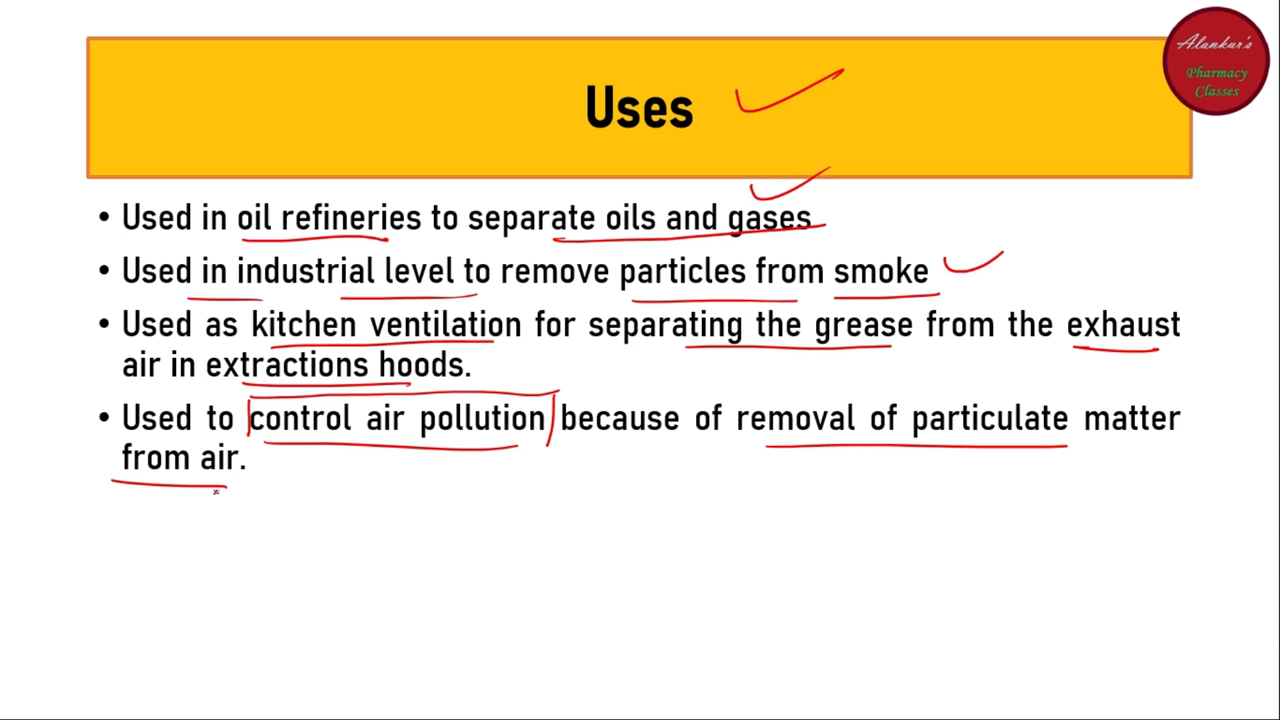 Alankar's
Pharmacy
Classes
Uses
• Used in oil refineries to separate oils and gases
• Used in industrial level to remove particles from smoke
• Used as kitchen ventilation for separating the grease from the exhaust
air in extractions hoods.
• Used to control air pollution because of removal of particulate matter
from air.